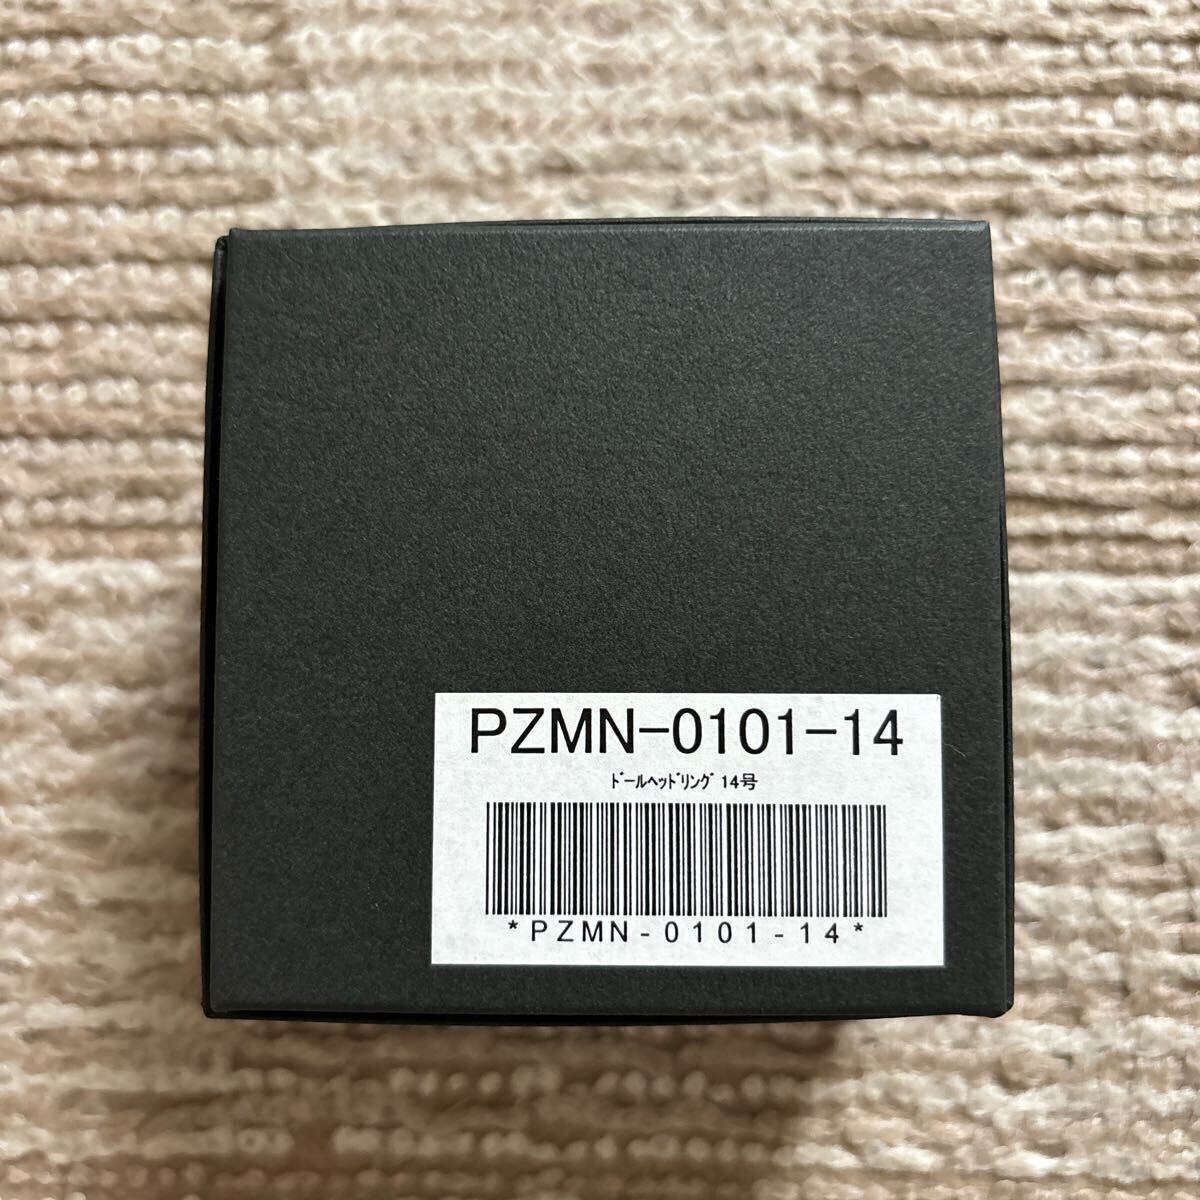 PZMN-0101-14
ﾄﾞｰﾙﾍｯﾄﾞﾘﾝｸﾞ 14号
*PZMN-0101-14*